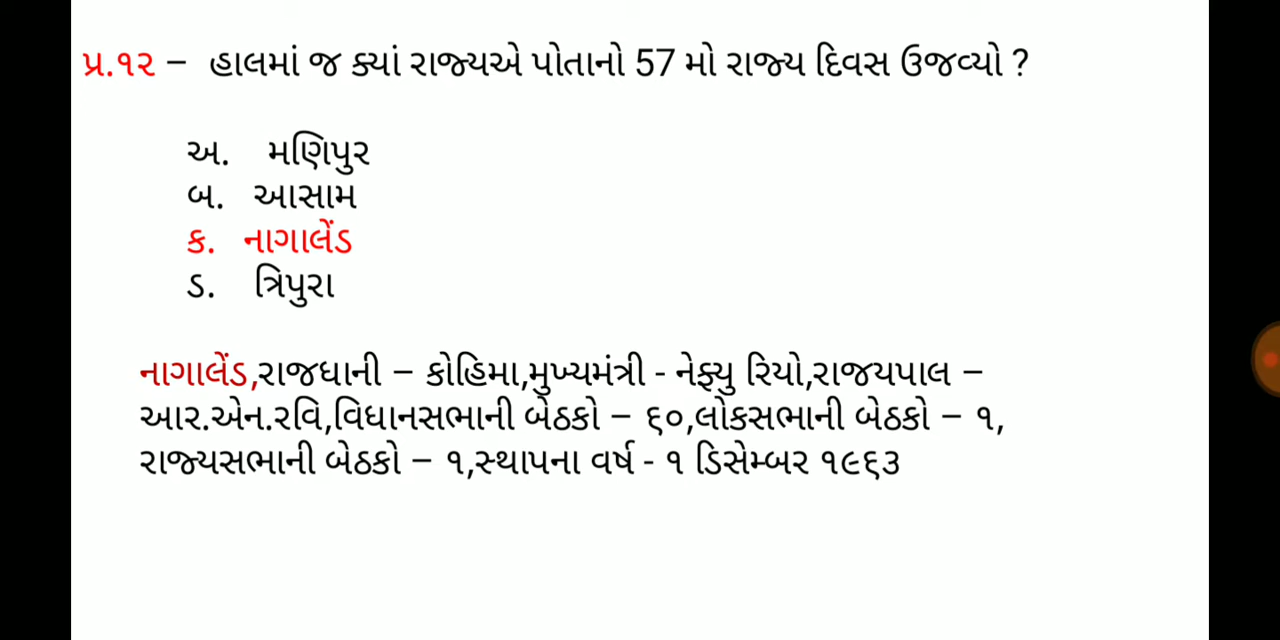 પ્ર.૧૨ – હાલમાં જ ક્યાં રાજ્યએ પોતાનો 57 મો રાજ્ય દિવસ ઉજવ્યો ?
અ. મણિપુર
બ. આસામ
ક. નાગાલેંડ
ડ. ત્રિપુરા
નાગાલેંડ,રાજધાની – કોહિમા,મુખ્યમંત્રી - નેફ્યુ રિયો,રાજયપાલ –
આર.એન.રવિ,વિધાનસભાની બેઠકો – ૬૦,લોકસભાની બેઠકો – ૧,
રાજ્યસભાની બેઠકો – ૧,સ્થાપના વર્ષ - ૧ ડિસેમ્બર ૧૯૬૩